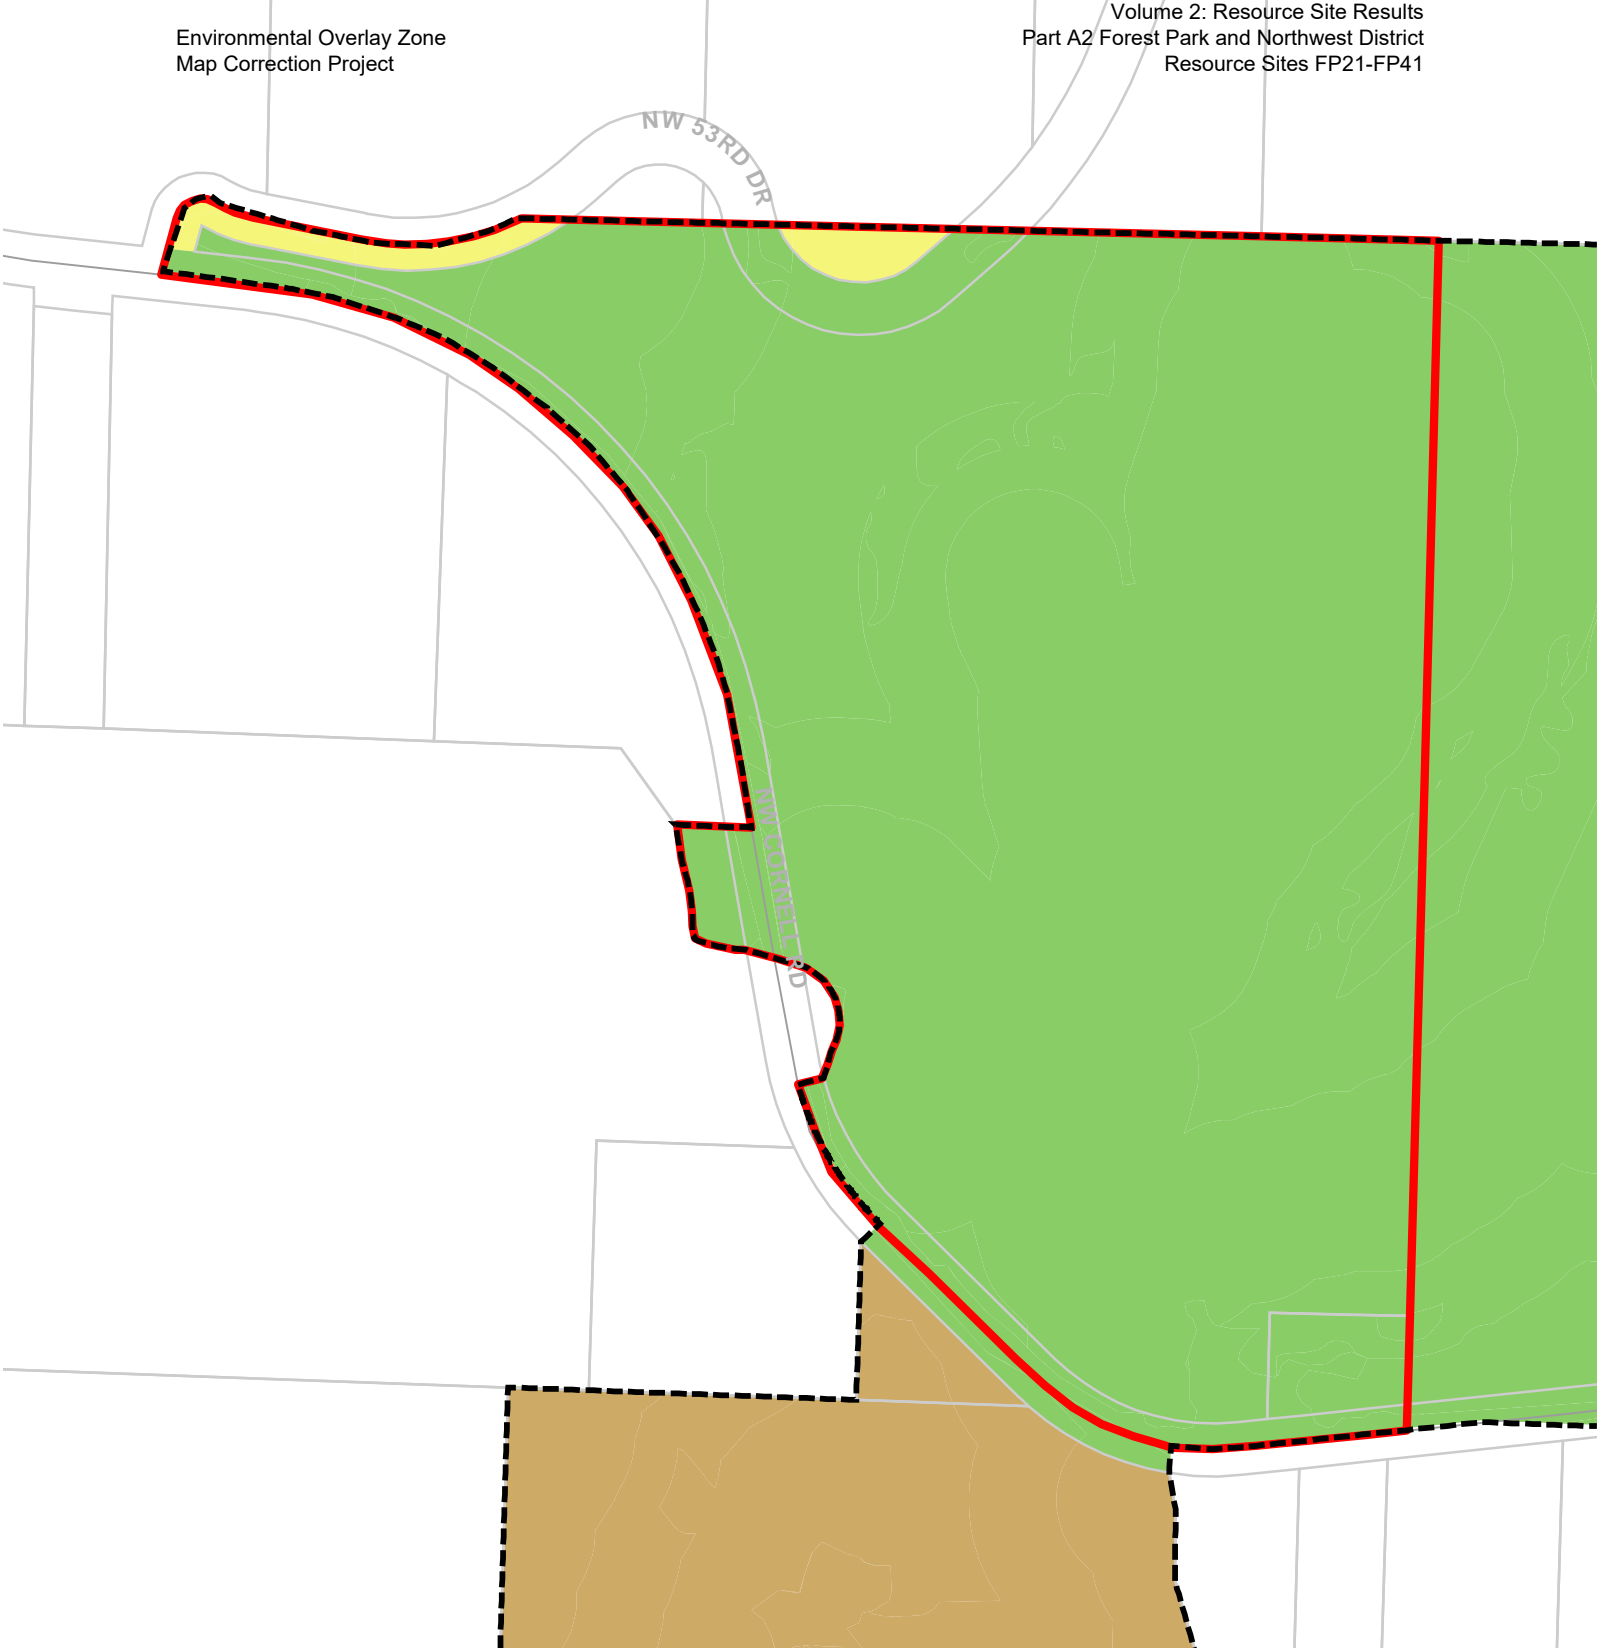 Environmental Overlay Zone
Map Correction Project
Volume 2: Resource Site Results
Part A2 Forest Park and Northwest District
Resource Sites FP21-FP41
NW 53RD DR
NW CORNELL RD